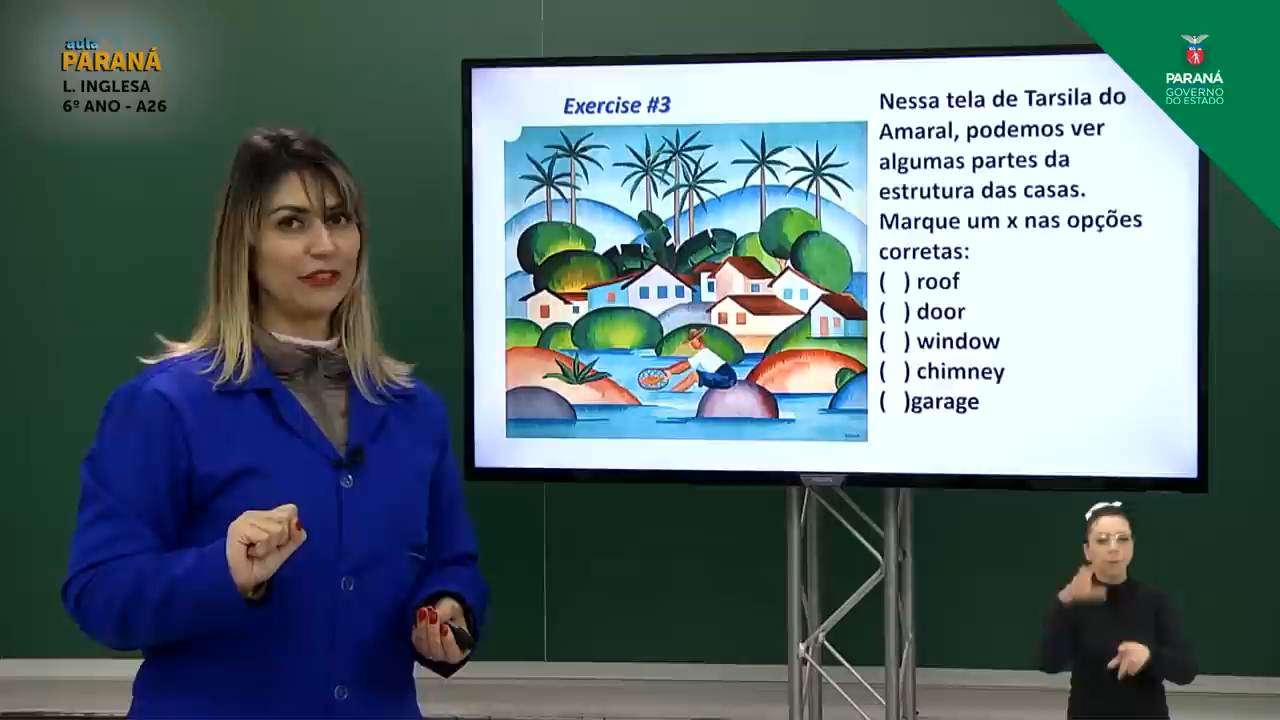 aula
PARANÁ
L. INGLESA
6º ANO - A26
PARANÁ
GOVERNO
DO ESTADO
Exercise #3
Nessa tela de Tarsila do
Amaral, podemos ver
algumas partes da
estrutura das casas.
Marque um x nas opções
corretas:
( ) roof
( ) door
( ) window
( ) chimney
( )garage